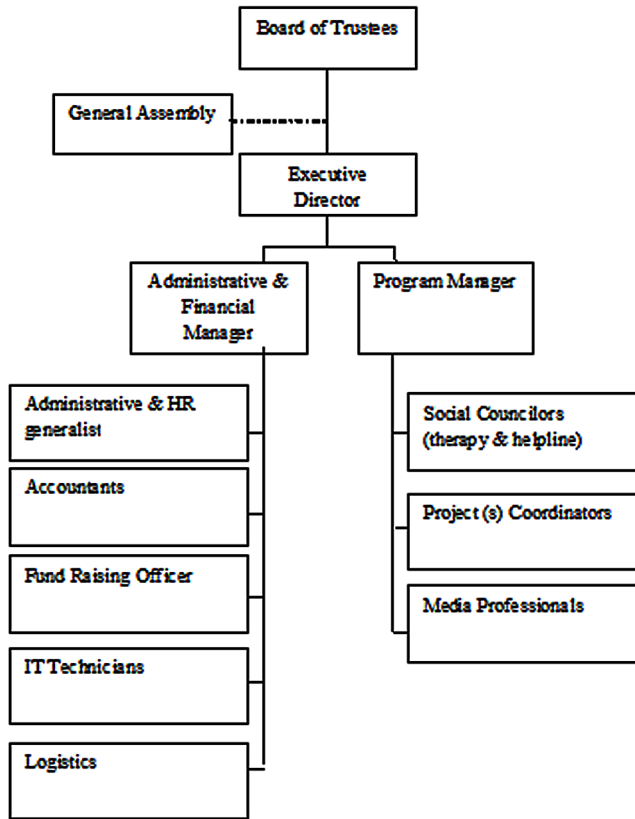 Board of Trustees
General Assembly
Executive
Director
Administrative &
Financial
Manager
Program Manager
Administrative & HR
generalist
Accountants
Fund Raising Officer
IT Technicians
Logistics
Social Councilors
(therapy & helpline)
Project (s) Coordinators
Media Professionals